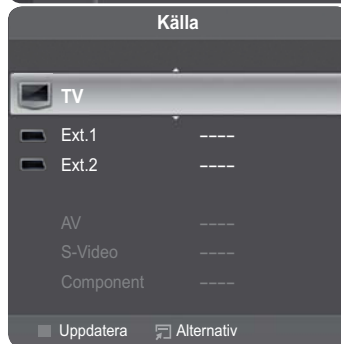 Källa
TV
Ext.1 ----
Ext.2 ----
AV ----
S-Video ----
Component ----
Uppdatera Alternativ